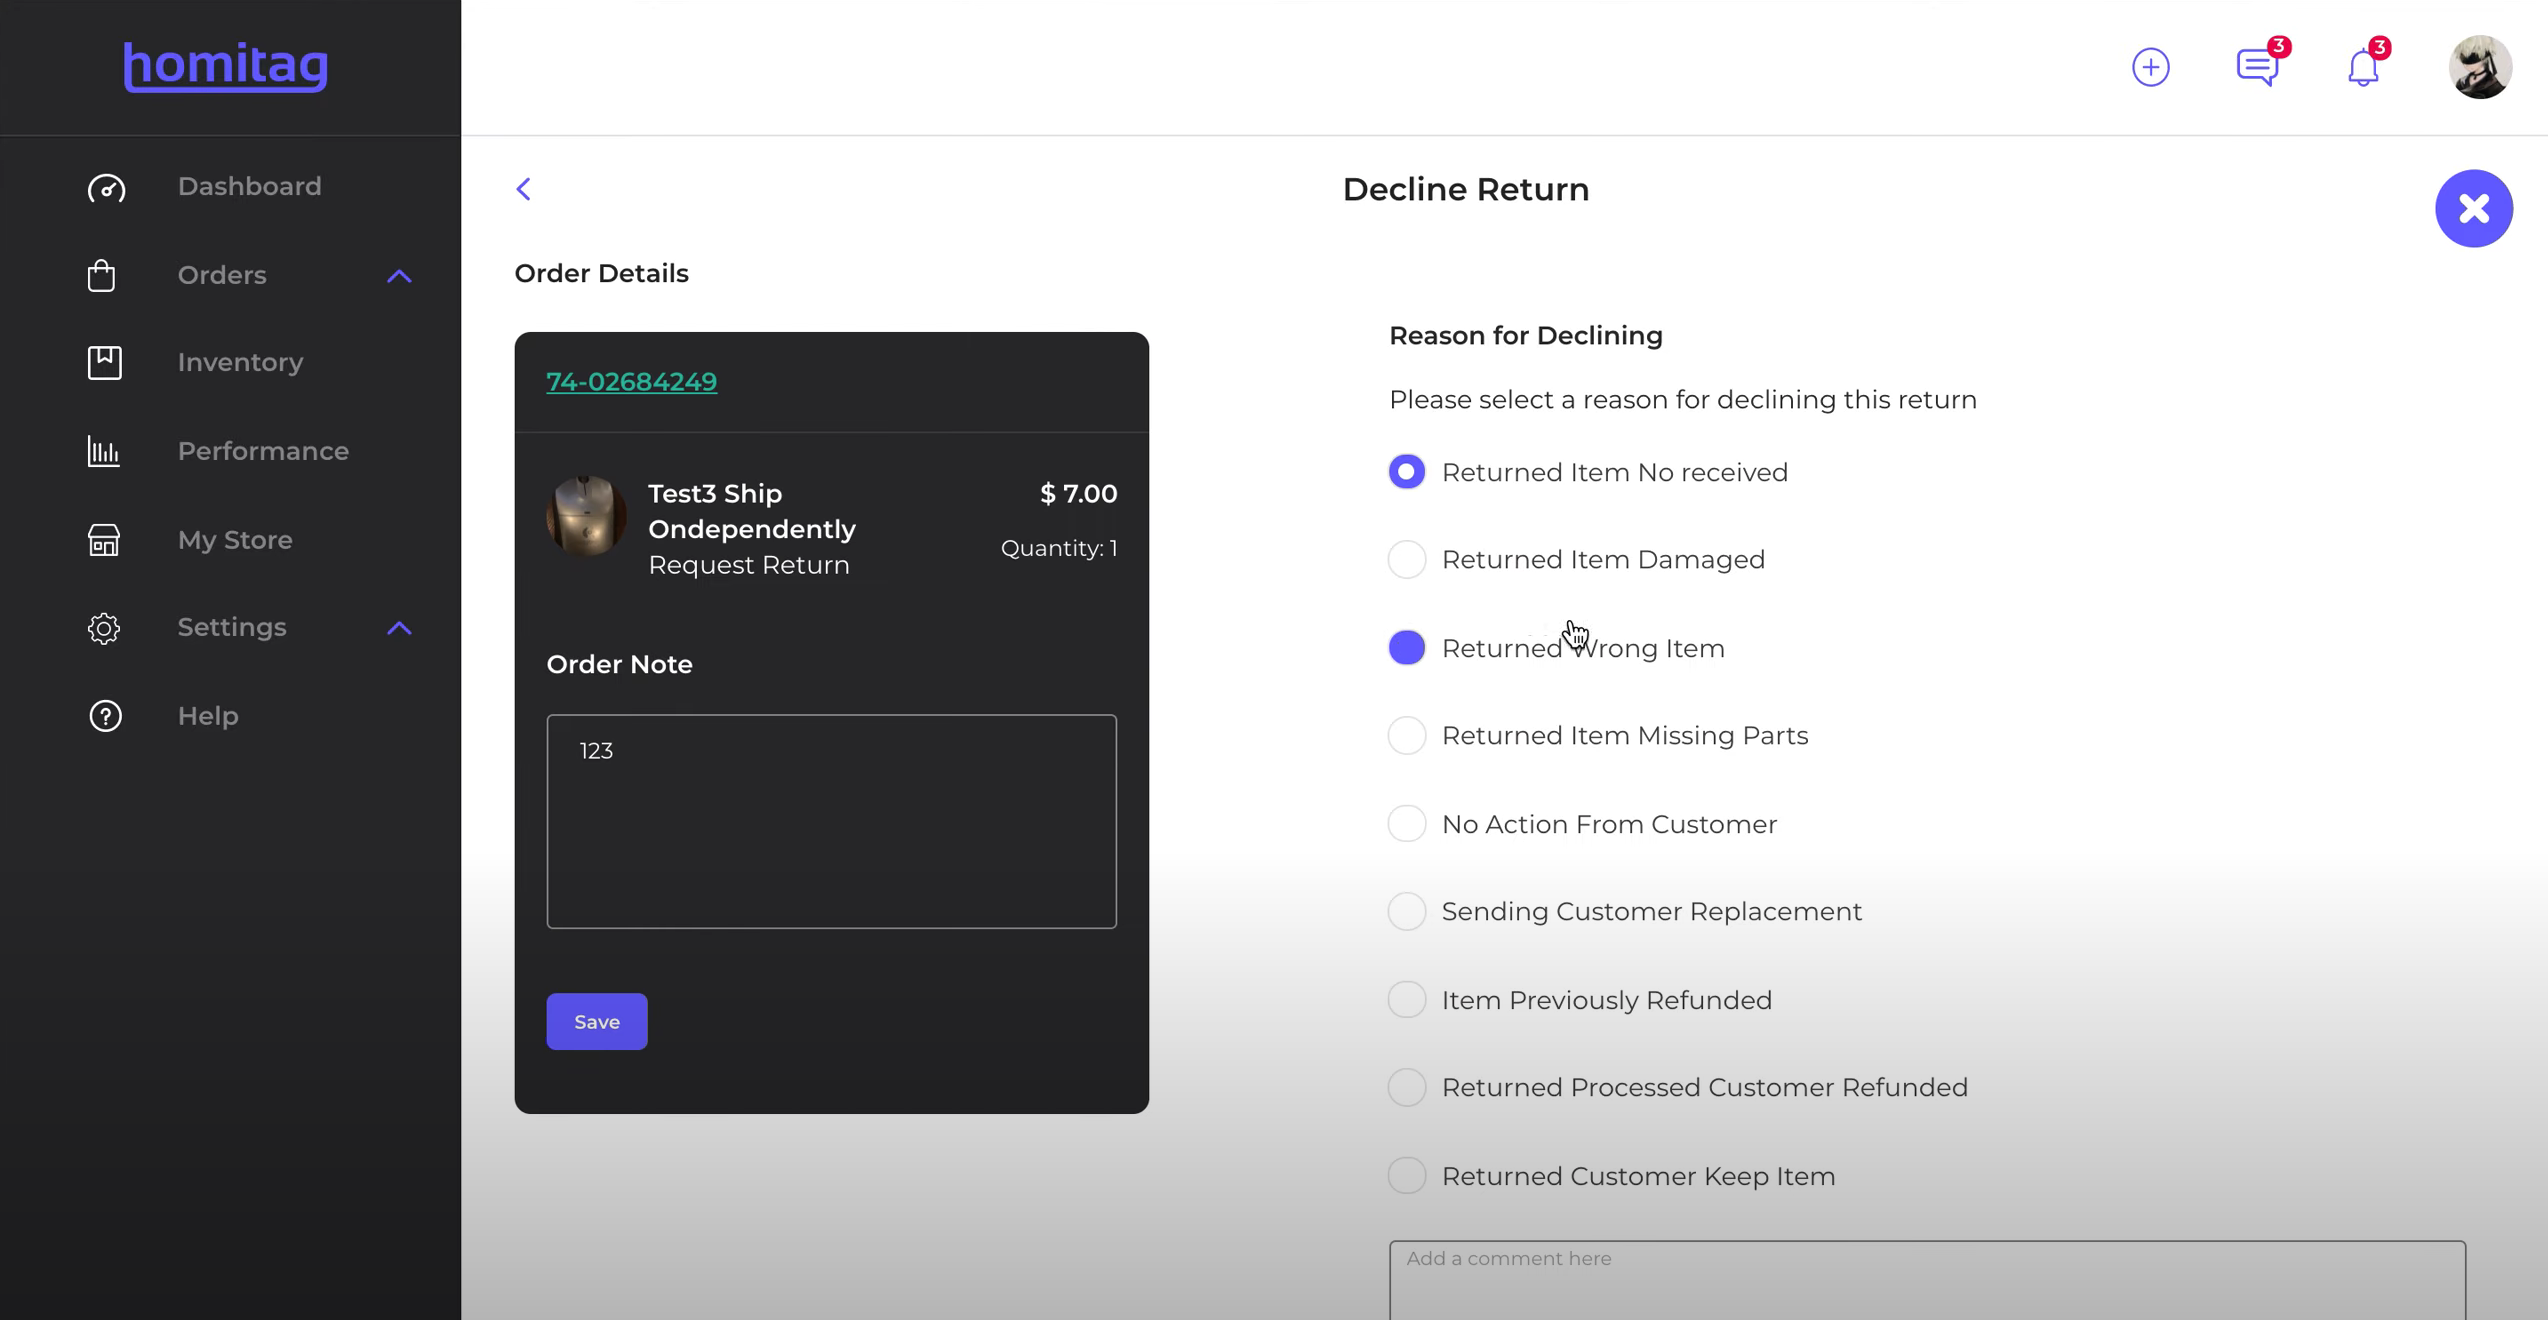 homitag
3
3
Dashboard
Orders
Inventory
Performance
My Store
Settings
Help
Decline Return
Order Details
74-02684249
Test3 Ship
Ondependently
Request Return
$ 7.00
Quantity: 1
Order Note
123
Save
Reason for Declining
Please select a reason for declining this return
Returned Item No received
Returned Item Damaged
Returned Wrong Item
Returned Item Missing Parts
No Action From Customer
Sending Customer Replacement
Item Previously Refunded
Returned Processed Customer Refunded
Returned Customer Keep Item
Add a comment here